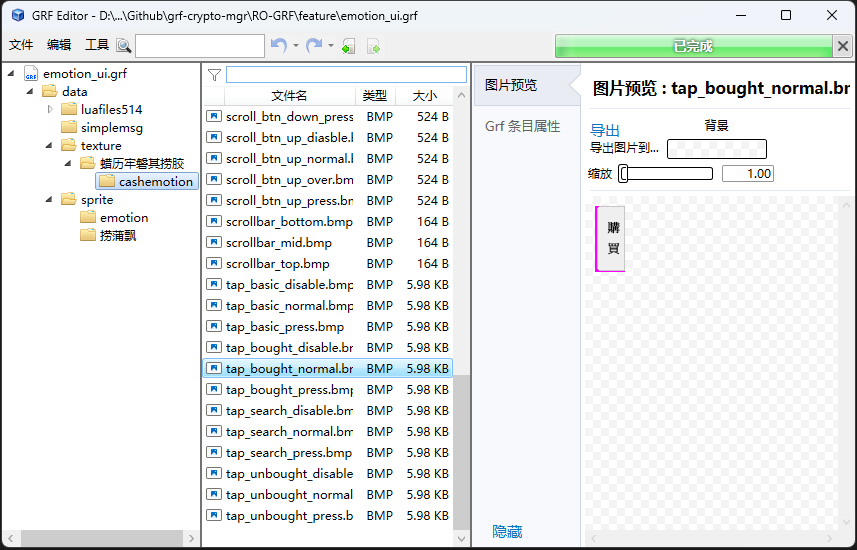 GRF Editor - D:\...\Github\grf-crypto-mgr\RO-GRF\feature\emotion_ui.grf
文件 编辑 工具 已完成
emotion_ui.grf
data
luafiles514
simplemsg
texture
蜡历牢磐其捞胶
cashemotion
sprite
emotion
捞蒲飘
文件名 类型 大小
scroll_btn_down_press BMP 524 B
scroll_btn_up_diasble.b BMP 524 B
scroll_btn_up_normal.b BMP 524 B
scroll_btn_up_over.bm BMP 524 B
scroll_btn_up_press.bm BMP 524 B
scrollbar_bottom.bmp BMP 164 B
scrollbar_mid.bmp BMP 164 B
scrollbar_top.bmp BMP 164 B
tap_basic_disable.bmp BMP 5.98 KB
tap_basic_normal.bmp BMP 5.98 KB
tap_basic_press.bmp BMP 5.98 KB
tap_bought_disable.br BMP 5.98 KB
tap_bought_normal.br BMP 5.98 KB
tap_bought_press.bmp BMP 5.98 KB
tap_search_disable.bm BMP 5.98 KB
tap_search_normal.bm BMP 5.98 KB
tap_search_press.bmp BMP 5.98 KB
tap_unbought_disable BMP 5.98 KB
tap_unbought_normal BMP 5.98 KB
tap_unbought_press.b BMP 5.98 KB
图片预览
Grf 条目属性
隐藏
图片预览 : tap_bought_normal.br
导出
导出图片到...
背景
缩放 1.00
購
買